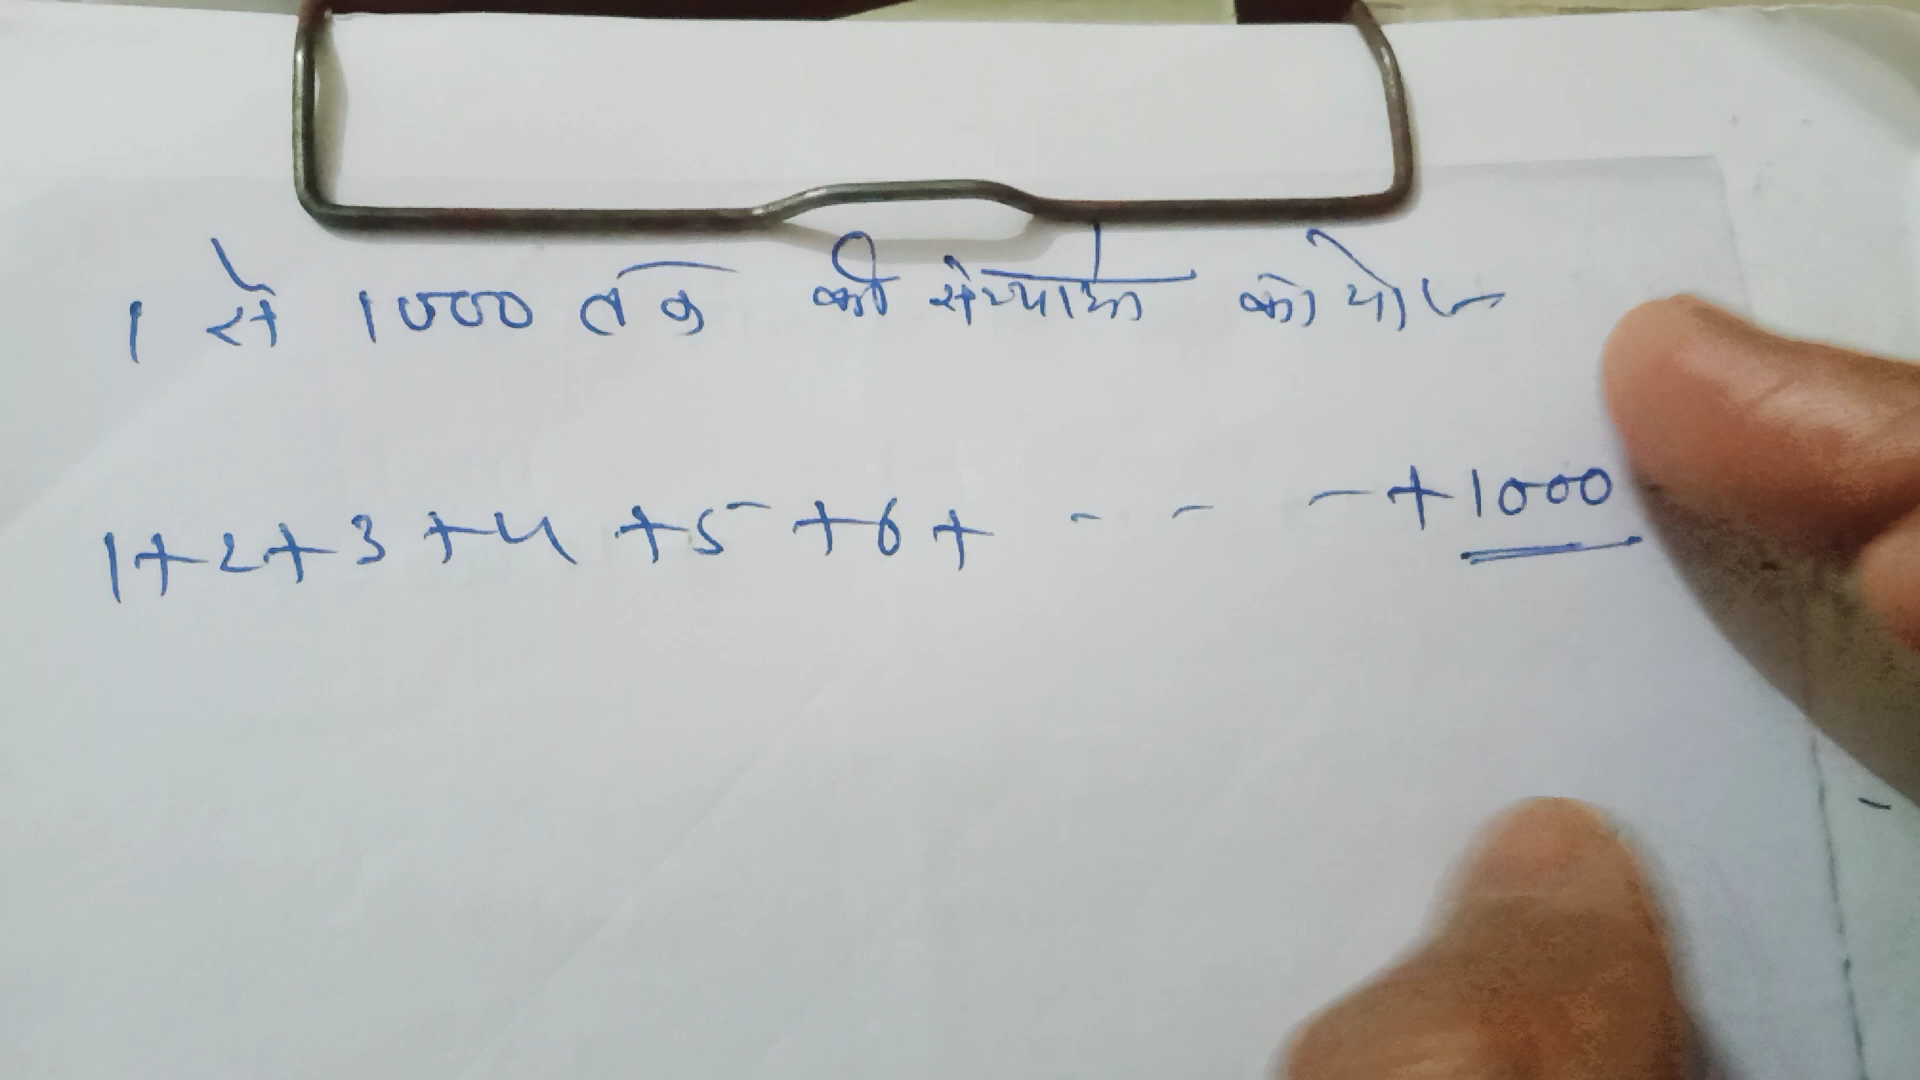 1 से 1000 तक की संख्याओं को योग
1+2+3+4+5+6+ - - - +1000